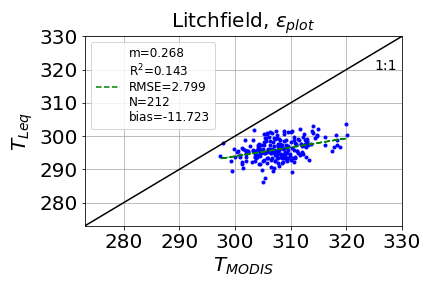 Litchfield, ε_plot
m=0.268
R²=0.143
RMSE=2.799
N=212
bias=-11.723
1:1
T_Leq
330
320
310
300
290
280
280 290 300 310 320 330
T_MODIS